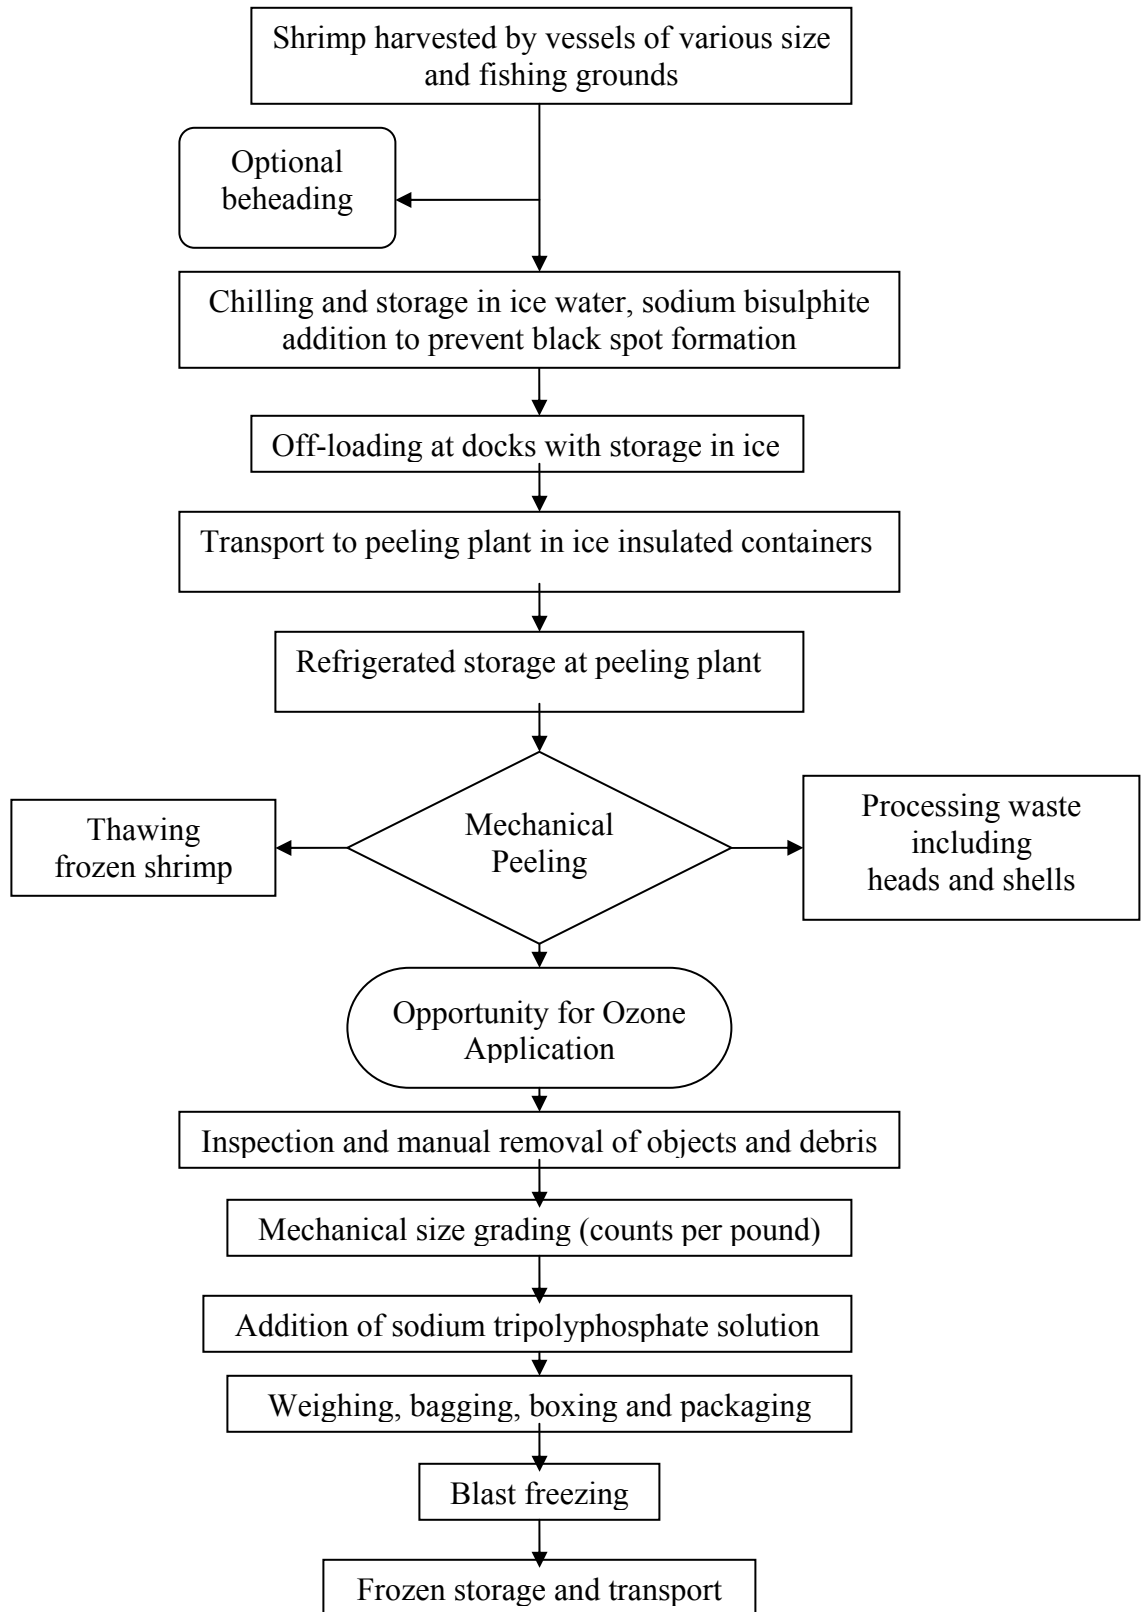 Shrimp harvested by vessels of various size
and fishing grounds
Optional
beheading
Chilling and storage in ice water, sodium bisulphite
addition to prevent black spot formation
Off-loading at docks with storage in ice
Transport to peeling plant in ice insulated containers
Refrigerated storage at peeling plant
Thawing
frozen shrimp
Mechanical
Peeling
Processing waste
including
heads and shells
Opportunity for Ozone
Application
Inspection and manual removal of objects and debris
Mechanical size grading (counts per pound)
Addition of sodium tripolyphosphate solution
Weighing, bagging, boxing and packaging
Blast freezing
Frozen storage and transport